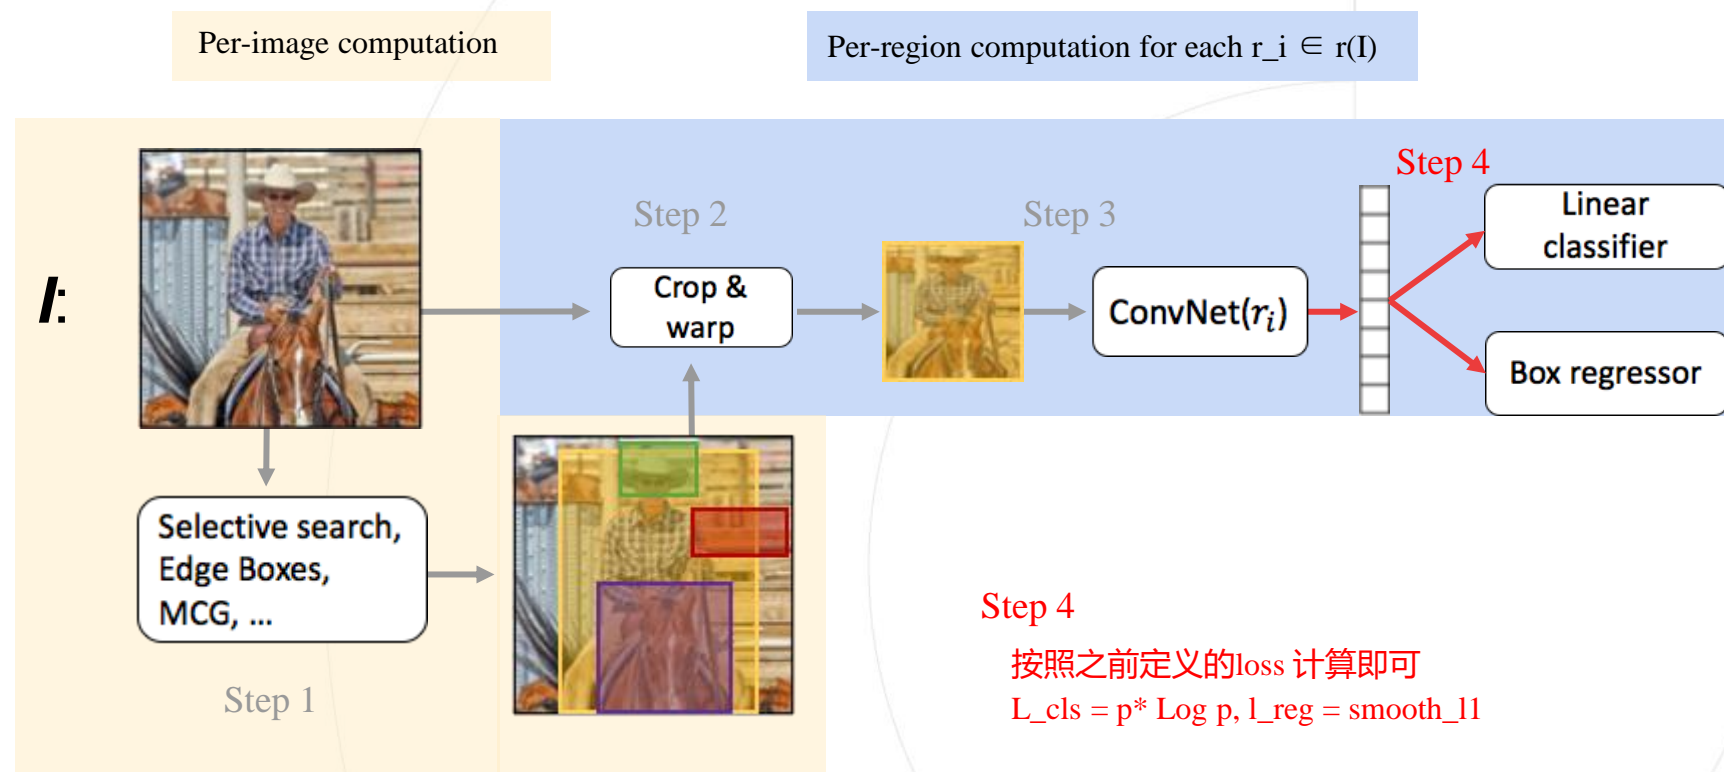 Per-image computation
Per-region computation for each r_i ∈ r(I)
Step 4
Linear
classifier
Step 2
Step 3
I:
Crop &
warp
ConvNet(r_i)
Box regressor
Selective search,
Edge Boxes,
MCG, ...
Step 1
Step 4
按照之前定义的loss 计算即可
L_cls = p* Log p, l_reg = smooth_l1